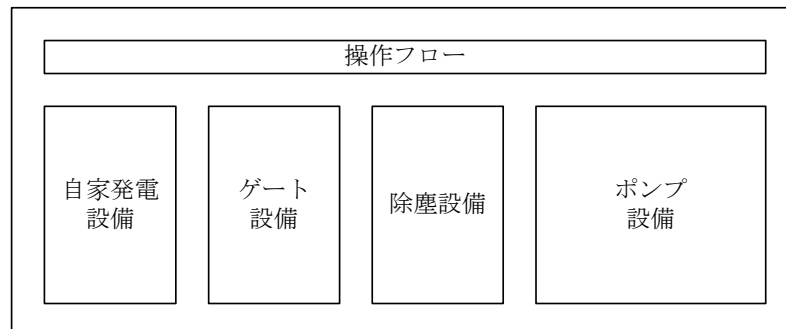 操作フロー
自家発電
設備
ゲート
設備
除塵設備
ポンプ
設備